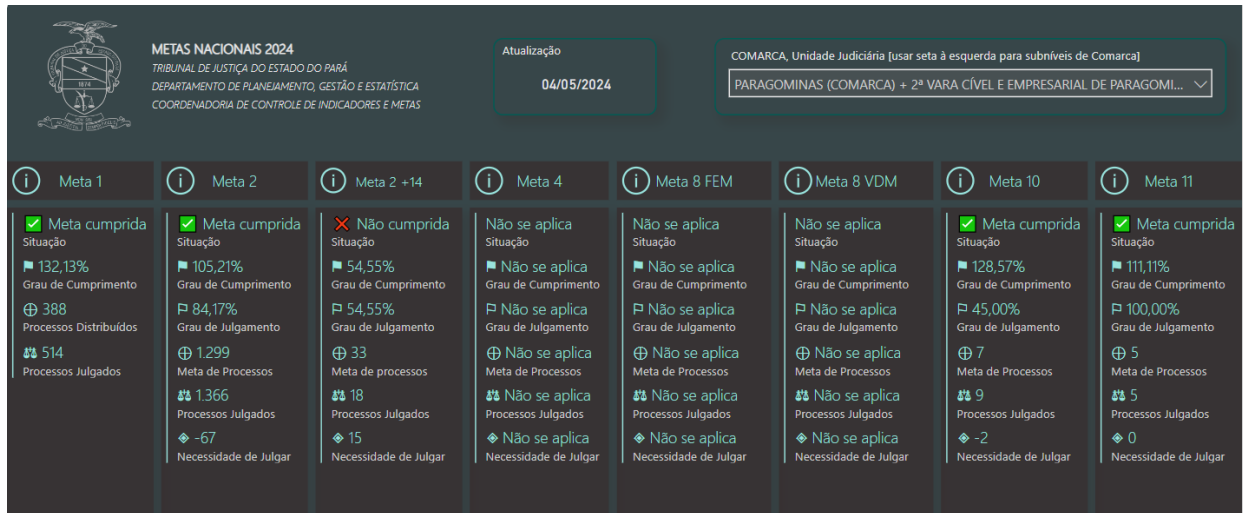 METAS NACIONAIS 2024
TRIBUNAL DE JUSTIÇA DO ESTADO DO PARÁ
DEPARTAMENTO DE PLANEJAMENTO, GESTÃO E ESTATÍSTICA
COORDENADORIA DE CONTROLE DE INDICADORES E METAS
Atualização
04/05/2024
COMARCA, Unidade Judiciária [usar seta à esquerda para subníveis de Comarca]
PARAGOMINAS (COMARCA) + 2ª VARA CÍVEL E EMPRESARIAL DE PARAGOMI...
Meta 1
Meta cumprida
Situação
132,13%
Grau de Cumprimento
388
Processos Distribuídos
514
Processos Julgados
Meta 2
Meta cumprida
Situação
105,21%
Grau de Cumprimento
84,17%
Grau de Julgamento
1.299
Meta de Processos
1.366
Processos Julgados
-67
Necessidade de Julgar
Meta 2 +14
Não cumprida
Situação
54,55%
Grau de Cumprimento
54,55%
Grau de Julgamento
33
Meta de processos
18
Processos Julgados
15
Necessidade de Julgar
Meta 4
Não se aplica
Situação
Não se aplica
Grau de Cumprimento
Não se aplica
Grau de Julgamento
Não se aplica
Meta de Processos
Não se aplica
Processos Julgados
Não se aplica
Necessidade de Julgar
Meta 8 FEM
Não se aplica
Situação
Não se aplica
Grau de Cumprimento
Não se aplica
Grau de Julgamento
Não se aplica
Meta de Processos
Não se aplica
Processos Julgados
Não se aplica
Necessidade de Julgar
Meta 8 VDM
Não se aplica
Situação
Não se aplica
Grau de Cumprimento
Não se aplica
Grau de Julgamento
Não se aplica
Meta de Processos
Não se aplica
Processos Julgados
Não se aplica
Necessidade de Julgar
Meta 10
Meta cumprida
Situação
128,57%
Grau de Cumprimento
45,00%
Grau de Julgamento
7
Meta de Processos
9
Processos Julgados
-2
Necessidade de Julgar
Meta 11
Meta cumprida
Situação
111,11%
Grau de Cumprimento
100,00%
Grau de Julgamento
5
Meta de Processos
5
Processos Julgados
0
Necessidade de Julgar